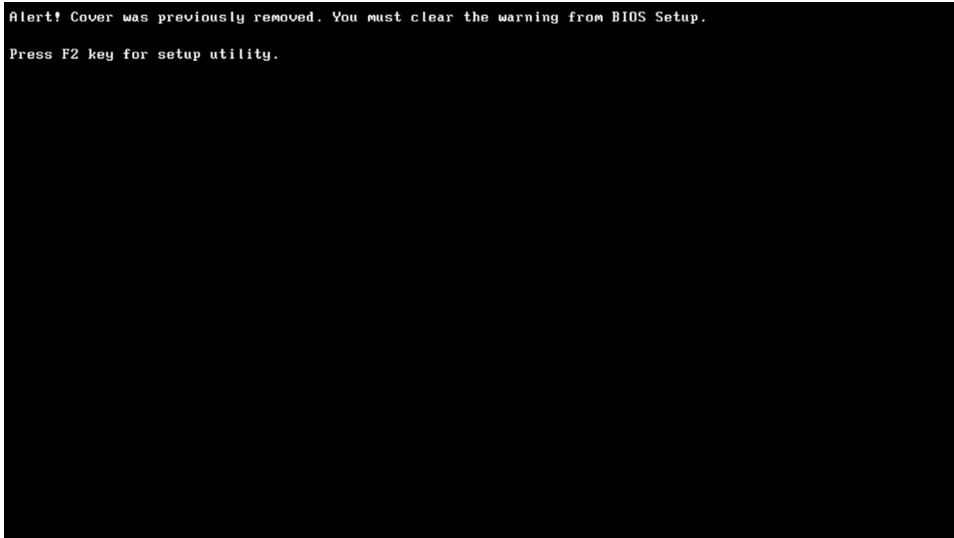 Alert! Cover was previously removed. You must clear the warning from BIOS Setup.
Press F2 key for setup utility.